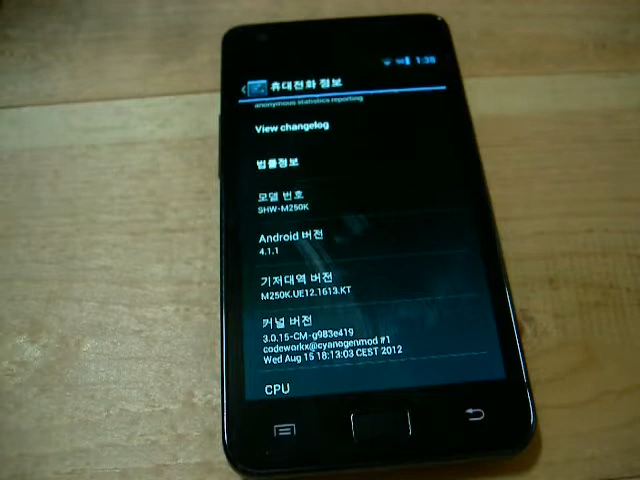 1:38
휴대전화 정보
anonymous statistics reporting
View changelog
법률정보
모델 번호
SHW-M250K
Android 버전
4.1.1
기저대역 버전
M250K.UE12.1613.KT
커널 버전
3.0.15-CM-g983e419
codeworkx@cyanogenmod #1
Wed Aug 15 18:13:03 CEST 2012
CPU